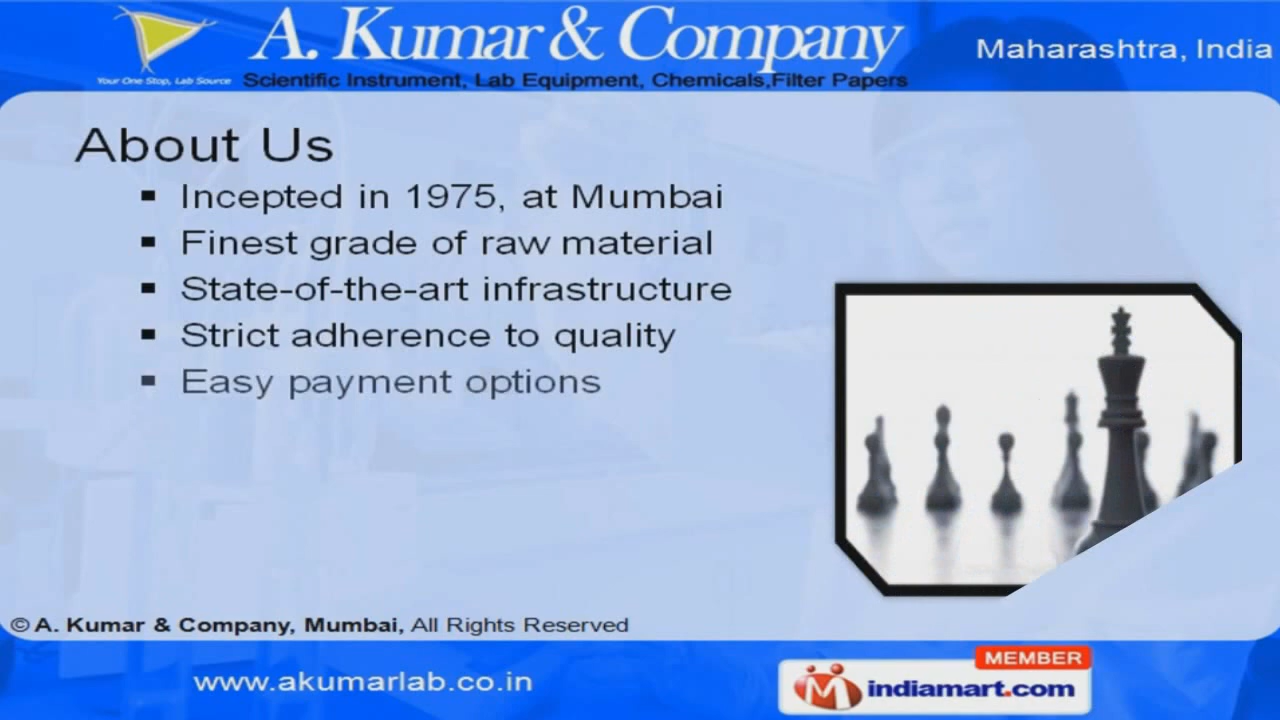 A. Kumar & Company
Maharashtra, India
Your One Stop, Lab Source
Scientific Instrument, Lab Equipment, Chemicals,Filter Papers
About Us
▪ Incepted in 1975, at Mumbai
▪ Finest grade of raw material
▪ State-of-the-art infrastructure
▪ Strict adherence to quality
▪ Easy payment options
© A. Kumar & Company, Mumbai, All Rights Reserved
www.akumarlab.co.in
MEMBER
indiamart.com